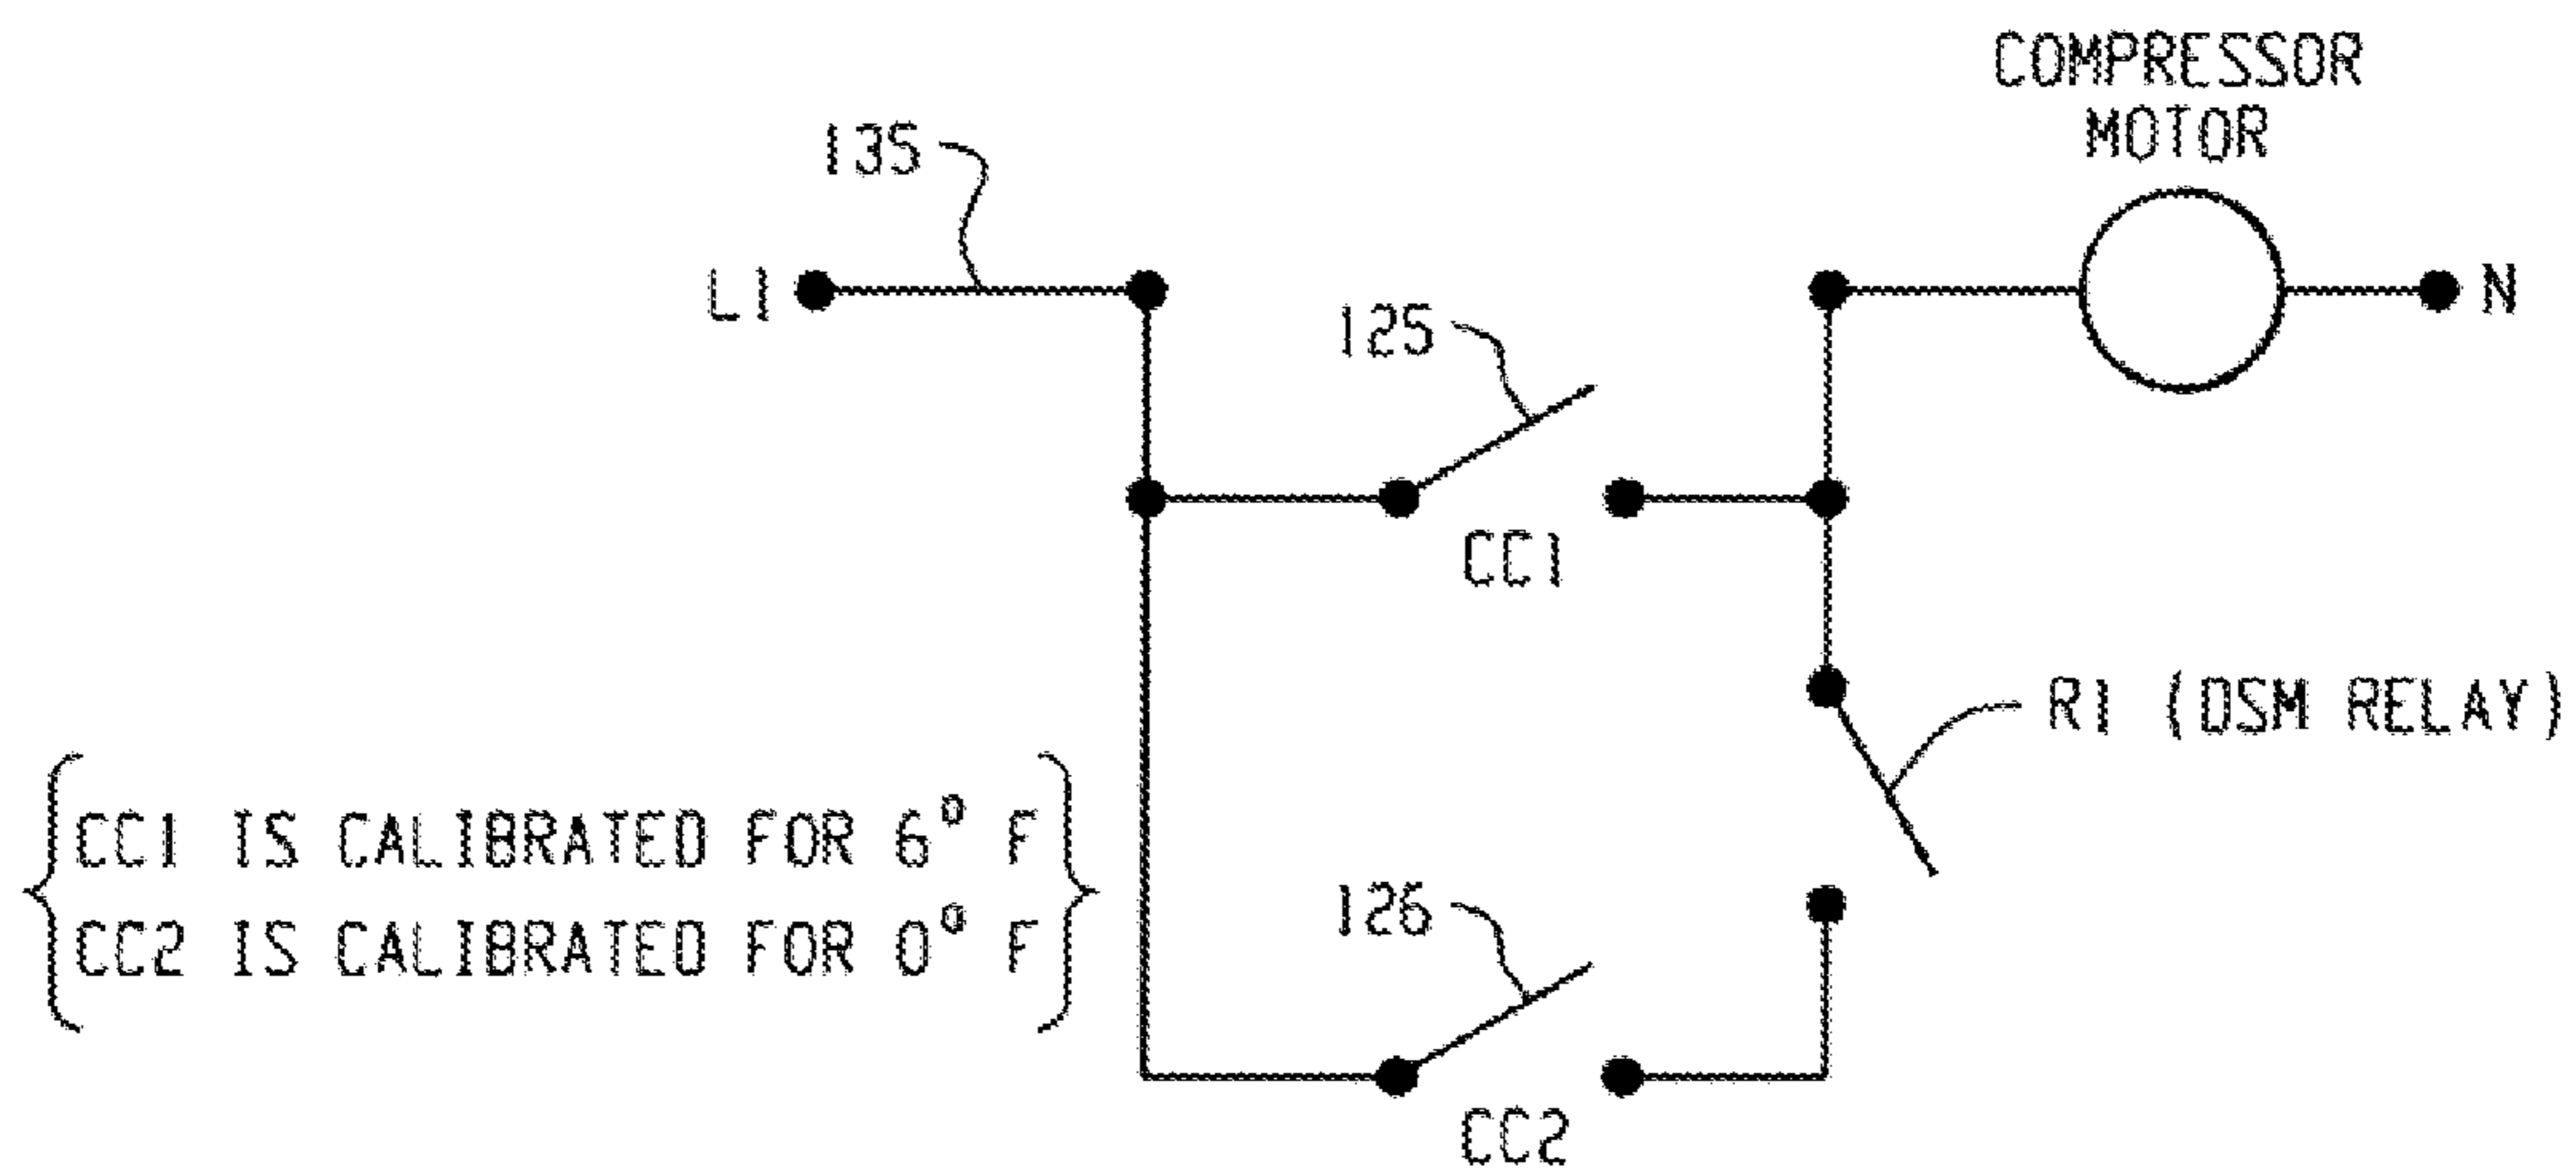 COMPRESSOR
MOTOR
135
L1
N
125
CC1
R1 (DSM RELAY)
CC1 IS CALIBRATED FOR 6° F
CC2 IS CALIBRATED FOR 0° F
126
CC2